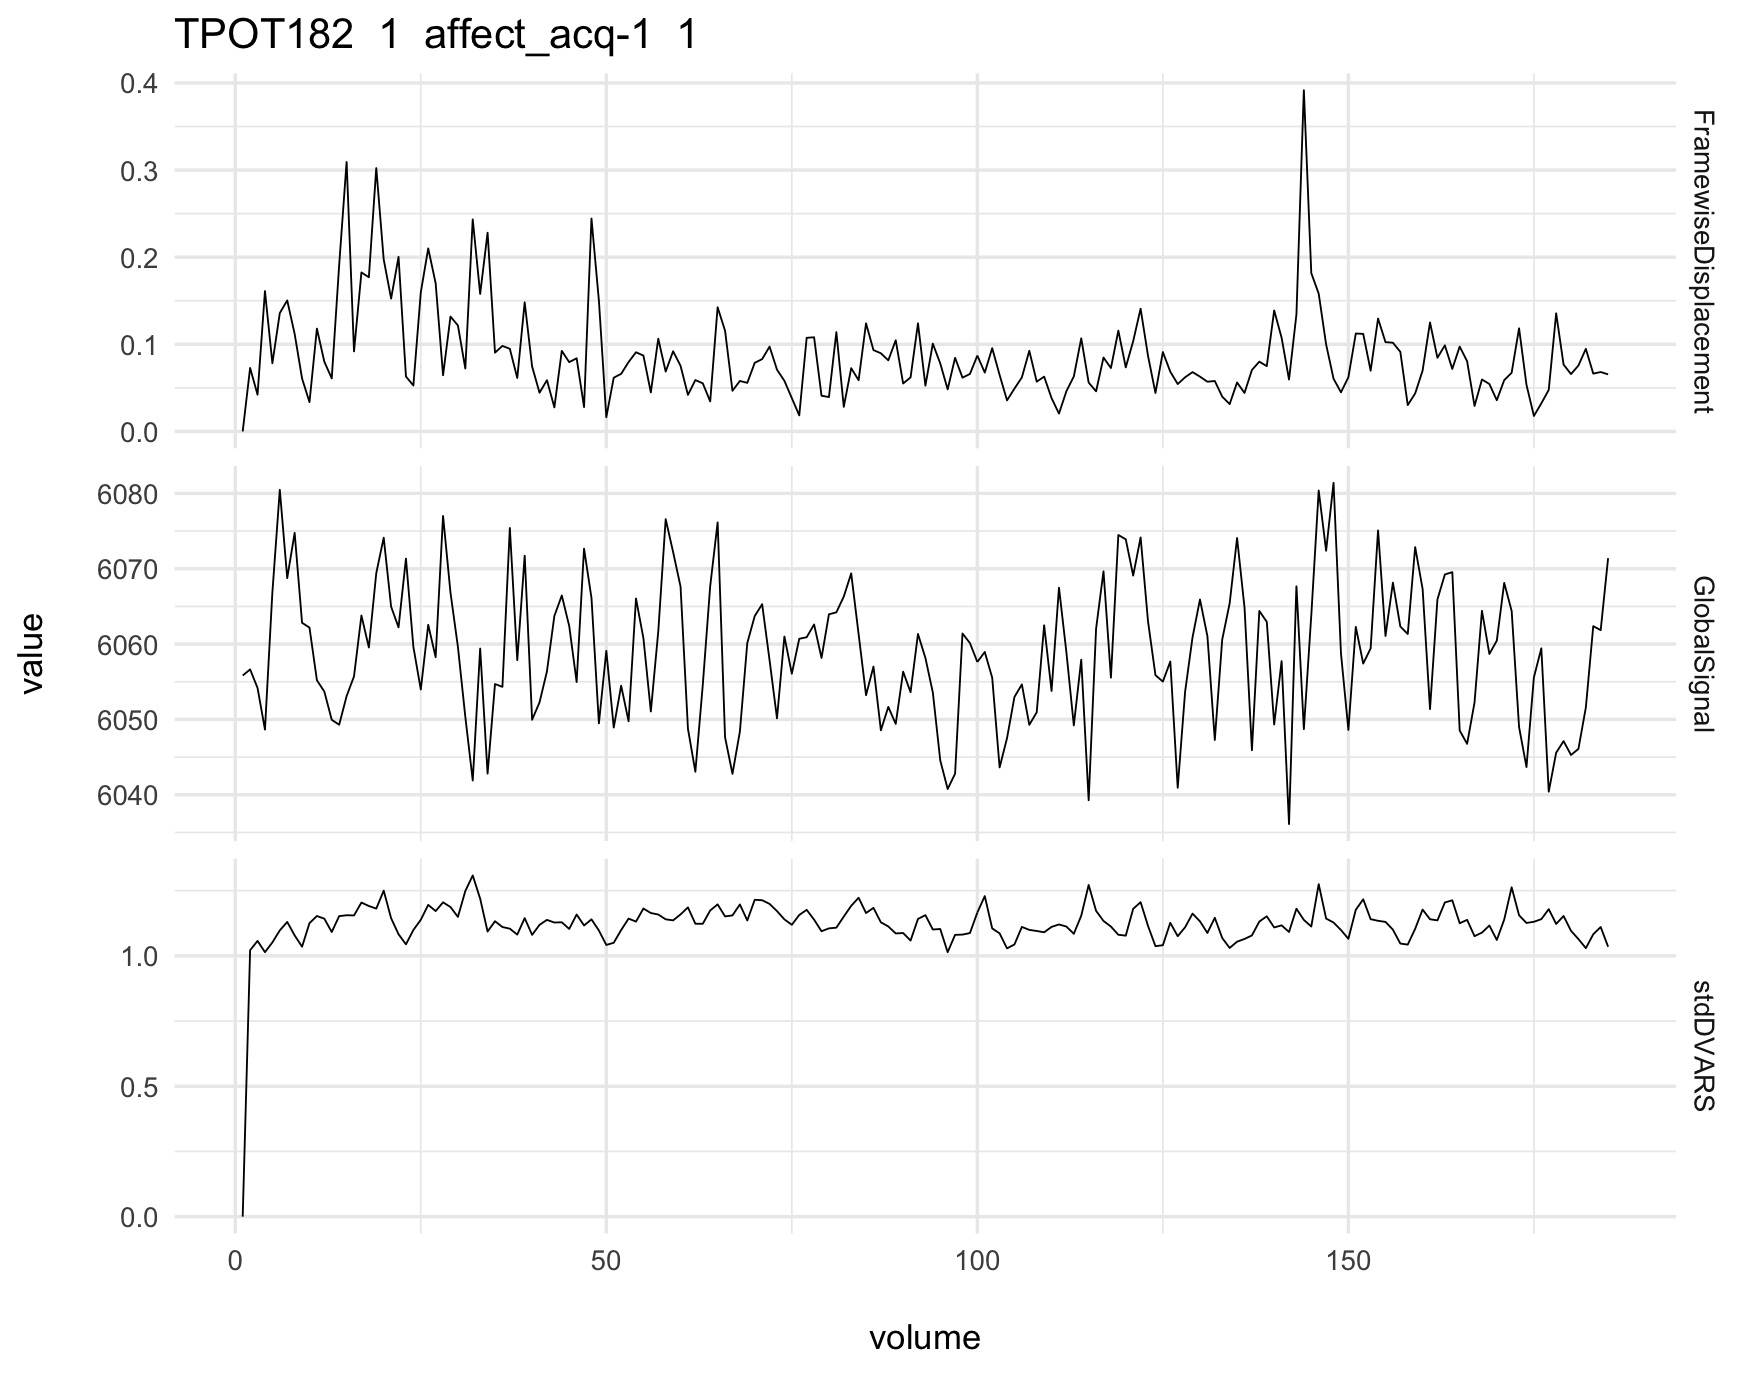 TPOT182 1 affect_acq-1 1
0.4
0.3
0.2
0.1
0.0
FramewiseDisplacement
6080
6070
6060
6050
6040
GlobalSignal
value
1.0
0.5
0.0
stdDVARS
0 50 100 150
volume